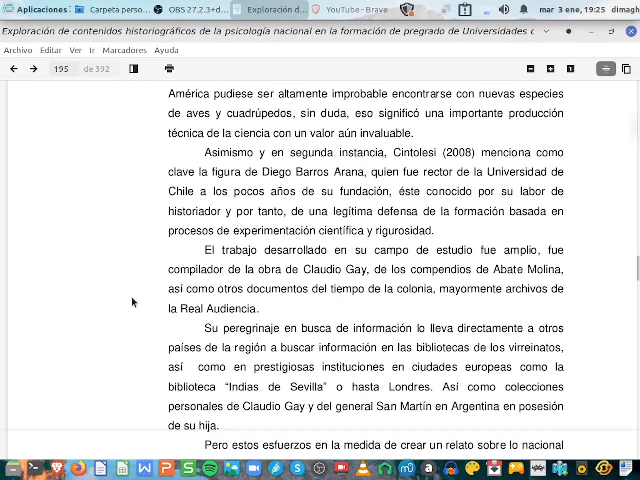 Aplicaciones Carpeta perso... OBS 27.2.3+d... Exploración d... YouTube - Brave mar 3 ene, 19:25 dimagh
Exploración de contenidos historiográficos de la psicología nacional en la formación de pregrado de Universidades c
Archivo Editar Ver Ir Marcadores Ayuda
195 de 392
América pudiese ser altamente improbable encontrarse con nuevas especies
de aves y cuadrúpedos, sin duda, eso significó una importante producción
técnica de la ciencia con un valor aún invaluable.
Asimismo y en segunda instancia, Cintolesi (2008) menciona como
clave la figura de Diego Barros Arana, quien fue rector de la Universidad de
Chile a los pocos años de su fundación, éste conocido por su labor de
historiador y por tanto, de una legítima defensa de la formación basada en
procesos de experimentación científica y rigurosidad.
El trabajo desarrollado en su campo de estudio fue amplio, fue
compilador de la obra de Claudio Gay, de los compendios de Abate Molina,
así como otros documentos del tiempo de la colonia, mayormente archivos de
la Real Audiencia.
Su peregrinaje en busca de información lo lleva directamente a otros
países de la región a buscar información en las bibliotecas de los virreinatos,
así como en prestigiosas instituciones en ciudades europeas como la
biblioteca “Indias de Sevilla” o hasta Londres. Así como colecciones
personales de Claudio Gay y del general San Martín en Argentina en posesión
de su hija.
Pero estos esfuerzos en la medida de crear un relato sobre lo nacional